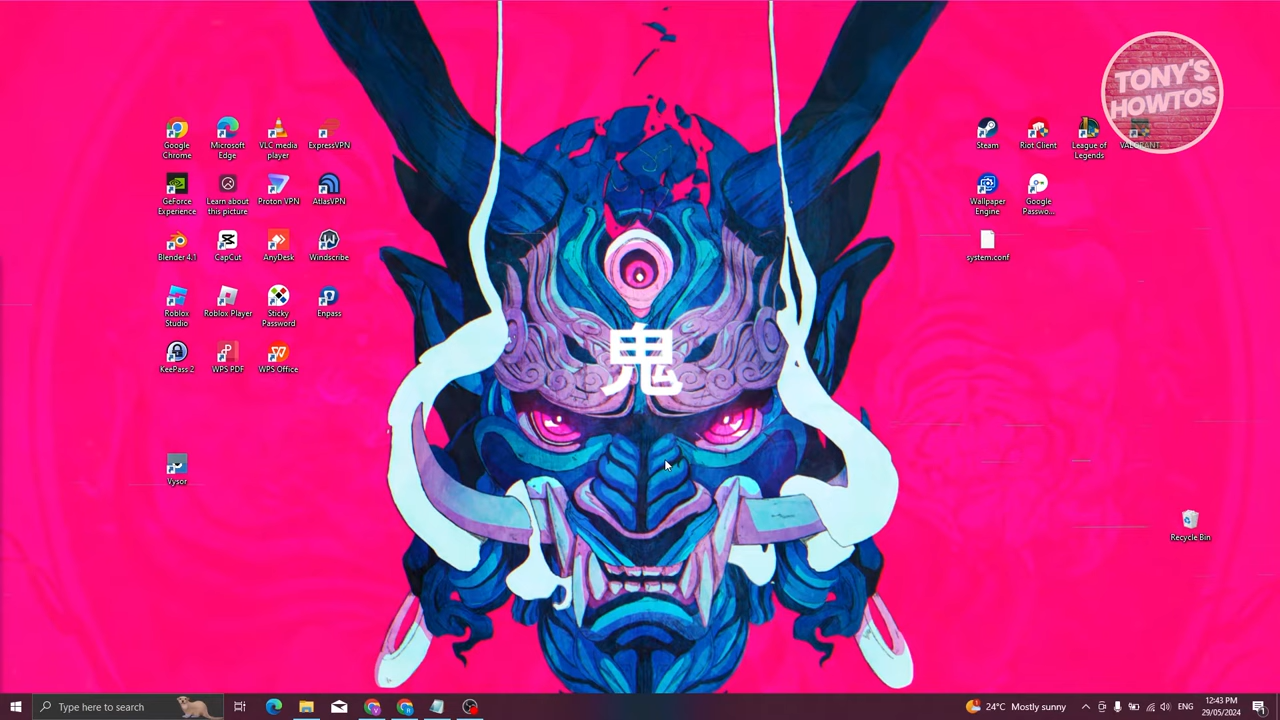 TONY'S
HOWTOS
Google
Chrome
Microsoft
Edge
VLC media
player
ExpressVPN
Steam
Riot Client
League of
Legends
VALORANT
GeForce
Experience
Learn about
this picture
Proton VPN
AtlasVPN
Wallpaper
Engine
Google
Passwo...
Blender 4.1
CapCut
AnyDesk
Windscribe
system.conf
Roblox
Studio
Roblox Player
Sticky
Password
Enpass
鬼
KeePass 2
WPS PDF
WPS Office
Vysor
Recycle Bin
Type here to search
24°C Mostly sunny
ENG
12:43 PM
29/05/2024